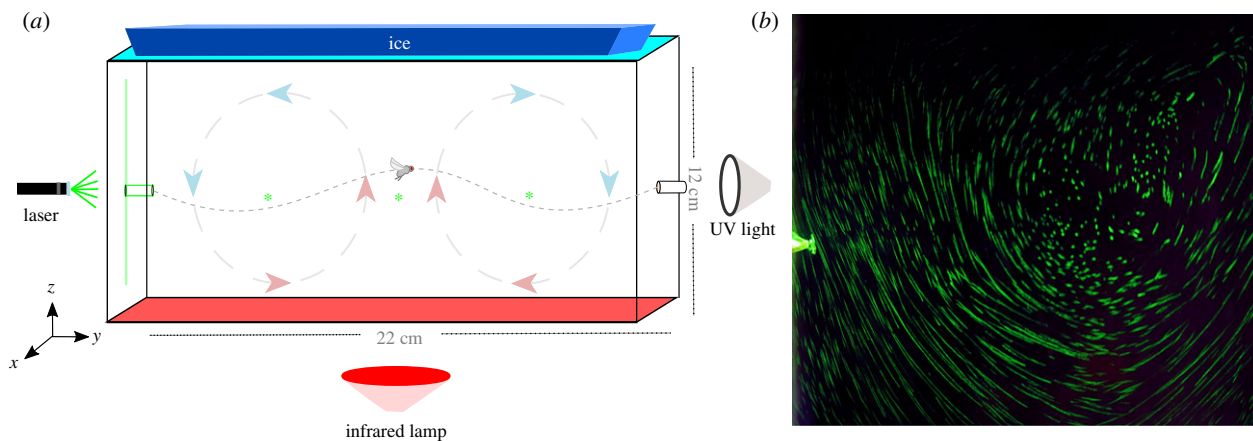 (a)
(b)
ice
laser
12 cm
UV light
z
y
x
22 cm
infrared lamp